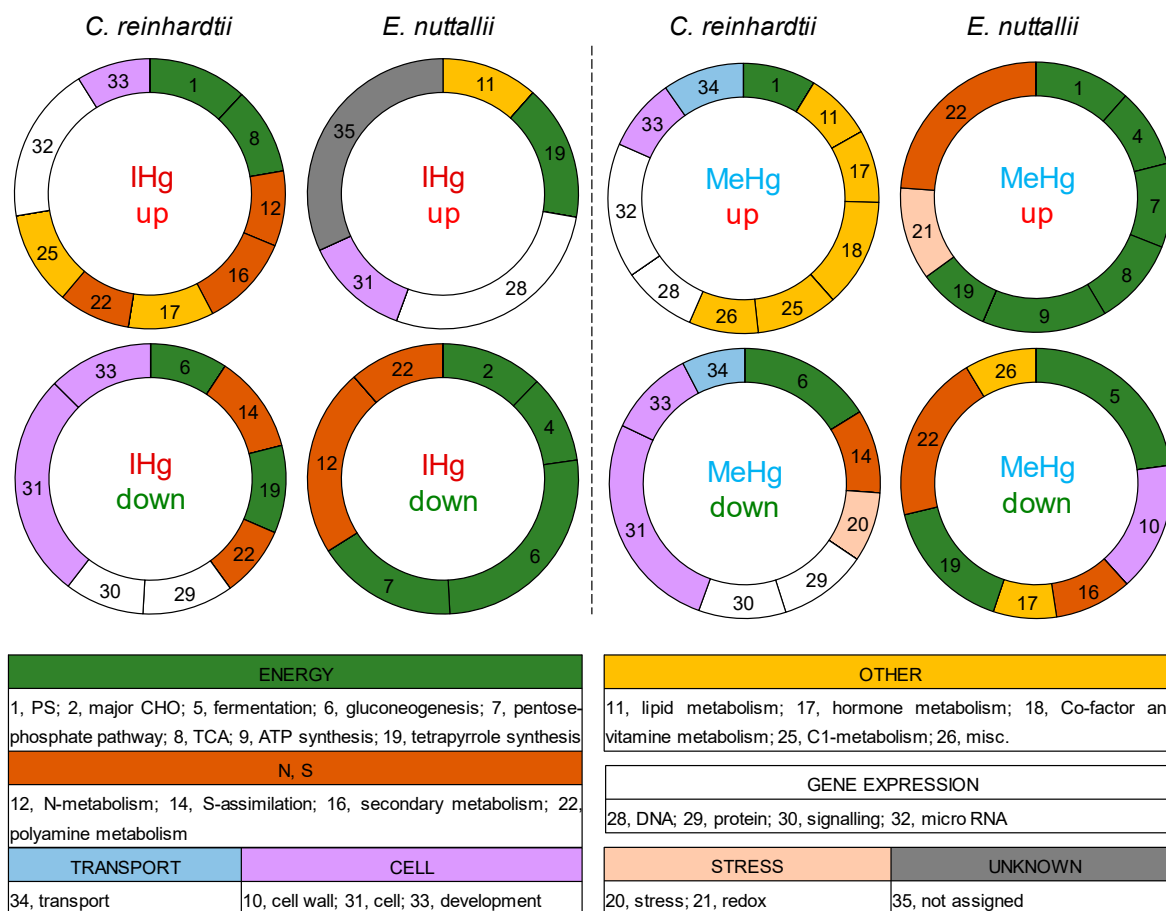 C. reinhardtii
E. nuttallii
C. reinhardtii
E. nuttallii
33
1
8
12
16
17
22
25
32
IHg
up
11
19
28
31
35
IHg
up
34
1
11
17
18
25
26
28
32
33
MeHg
up
22
1
4
7
8
9
19
21
MeHg
up
33
6
14
19
22
29
30
31
IHg
down
22
2
4
6
7
12
IHg
down
34
6
14
20
29
30
31
33
MeHg
down
26
5
10
16
17
19
22
MeHg
down
ENERGY
1, PS; 2, major CHO; 5, fermentation; 6, gluconeogenesis; 7, pentose-
phosphate pathway; 8, TCA; 9, ATP synthesis; 19, tetrapyrrole synthesis
N, S
12, N-metabolism; 14, S-assimilation; 16, secondary metabolism; 22,
polyamine metabolism
TRANSPORT
CELL
34, transport
10, cell wall; 31, cell; 33, development
OTHER
11, lipid metabolism; 17, hormone metabolism; 18, Co-factor an
vitamine metabolism; 25, C1-metabolism; 26, misc.
GENE EXPRESSION
28, DNA; 29, protein; 30, signalling; 32, micro RNA
STRESS
UNKNOWN
20, stress; 21, redox
35, not assigned